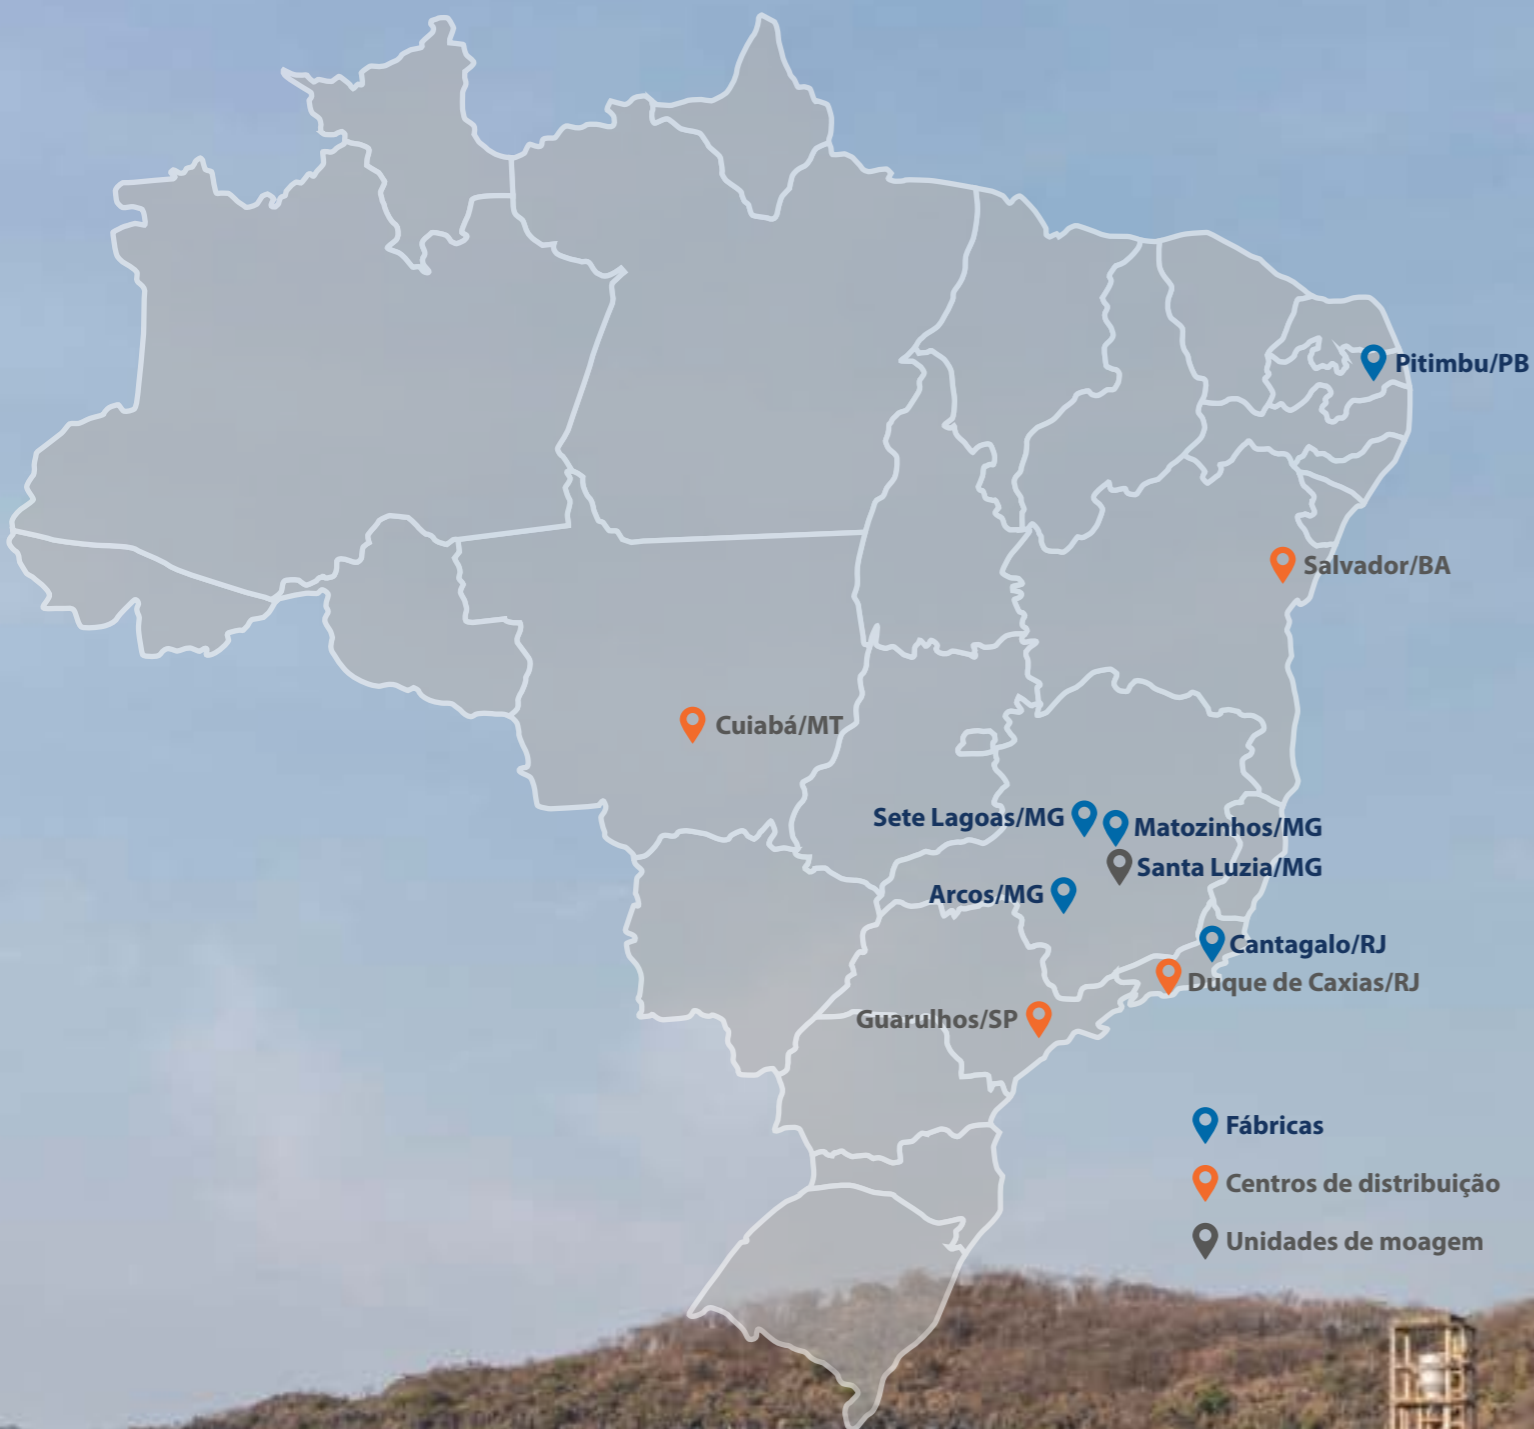 Pitimbu/PB
Salvador/BA
Cuiabá/MT
Sete Lagoas/MG
Matozinhos/MG
Santa Luzia/MG
Arcos/MG
Cantagalo/RJ
Duque de Caxias/RJ
Guarulhos/SP
Fábricas
Centros de distribuição
Unidades de moagem